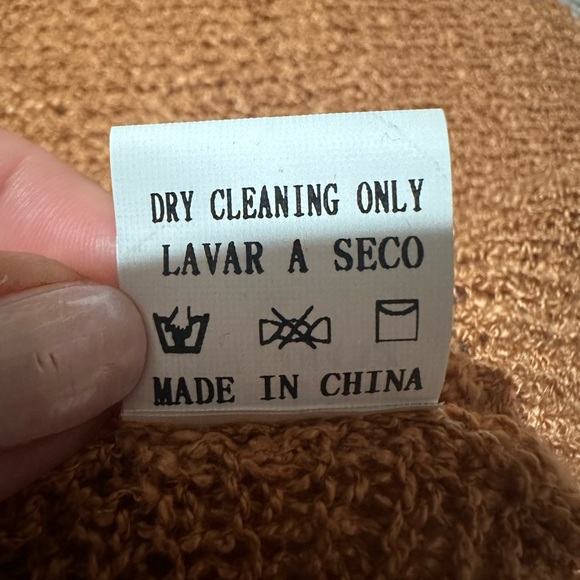 DRY CLEANING ONLY
LAVAR A SECO
MADE IN CHINA